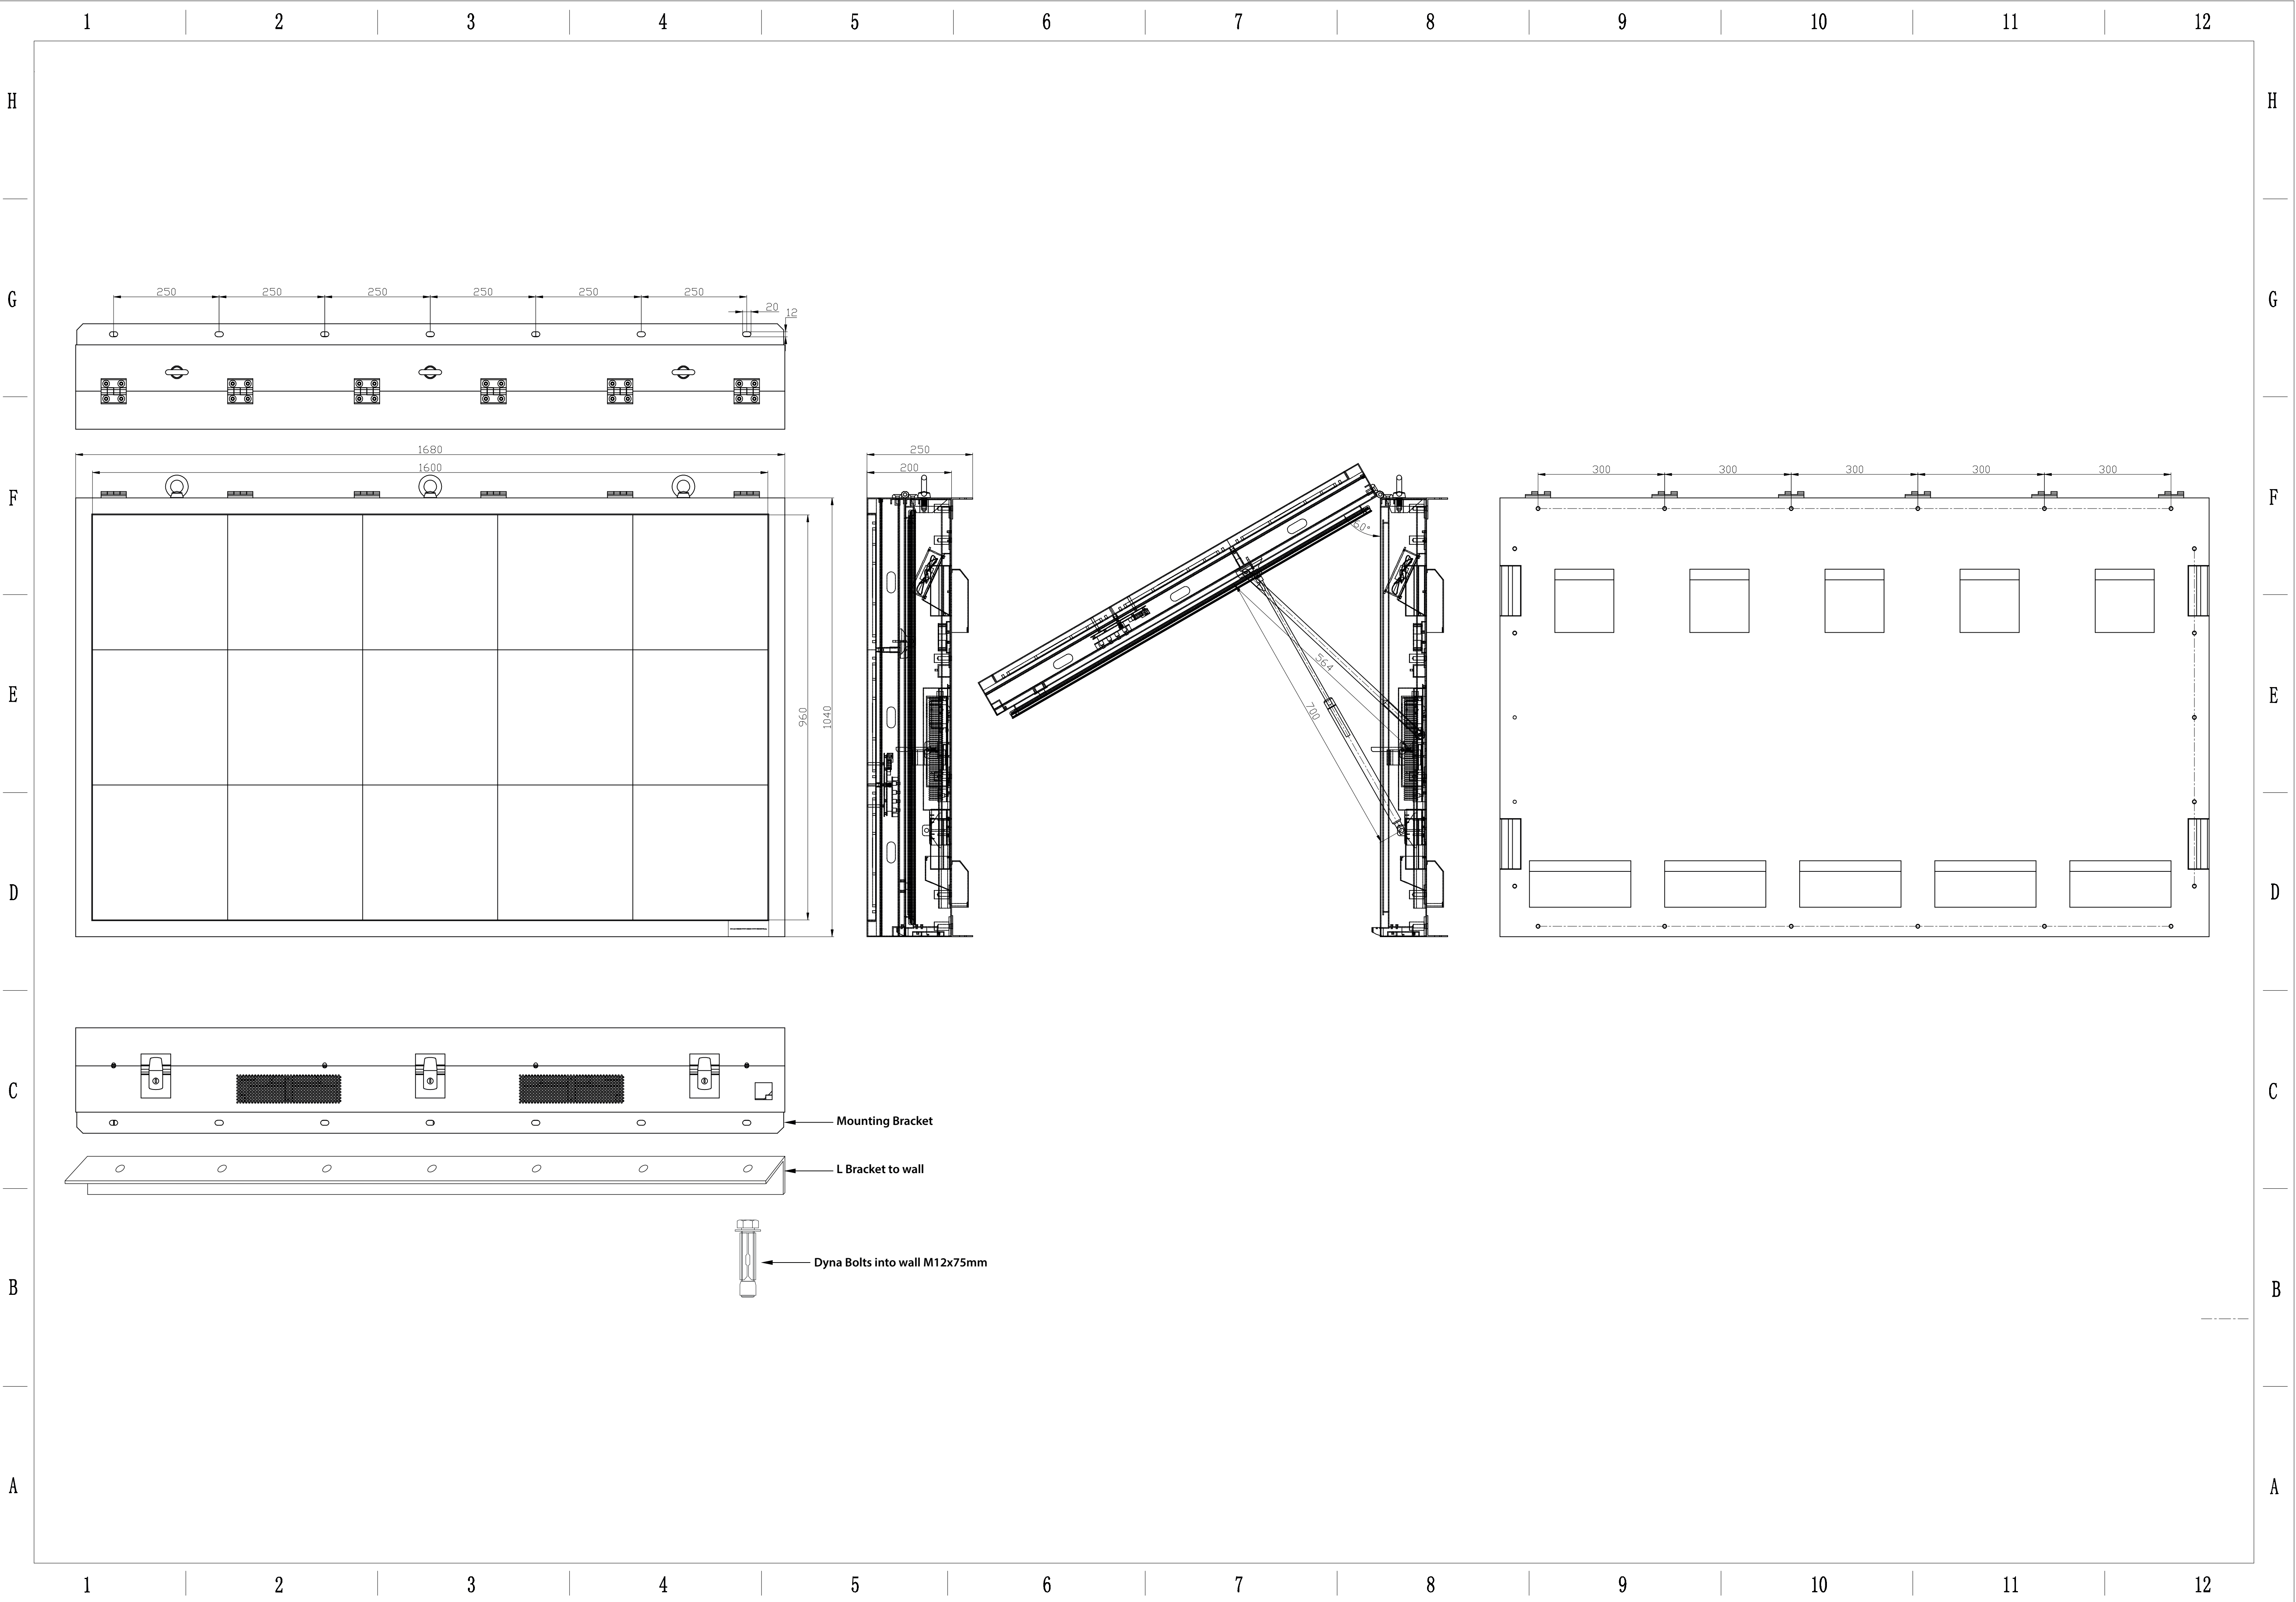 1 2 3 4 5 6 7 8 9 10 11 12
H H
G G
250 250 250 250 250 250
20
12
F F
1680
1600
250
200
300 300 300 300 300
60°
E E
564
700
960
1040
D D
C C
Mounting Bracket
L Bracket to wall
Dyna Bolts into wall M12x75mm
B B
A A
1 2 3 4 5 6 7 8 9 10 11 12